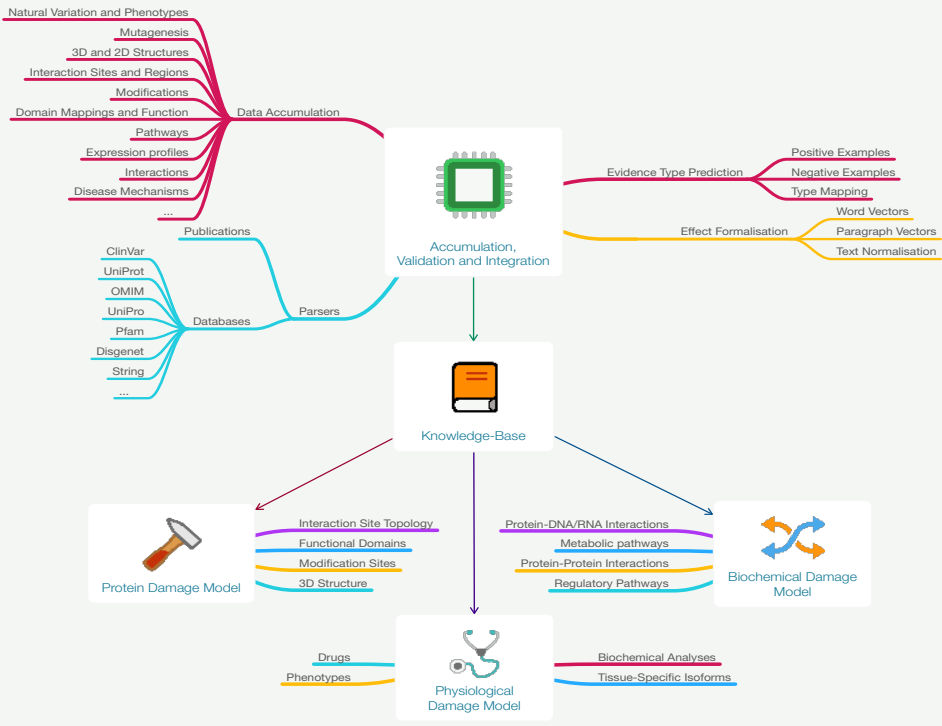 Natural Variation and Phenotypes
Mutagenesis
3D and 2D Structures
Interaction Sites and Regions
Modifications
Domain Mappings and Function
Pathways
Expression profiles
Interactions
Disease Mechanisms
...
Data Accumulation
Publications
ClinVar
UniProt
OMIM
UniPro
Pfam
Disgenet
String
...
Databases
Parsers
Accumulation,
Validation and Integration
Evidence Type Prediction
Positive Examples
Negative Examples
Type Mapping
Effect Formalisation
Word Vectors
Paragraph Vectors
Text Normalisation
Knowledge-Base
Protein Damage Model
Interaction Site Topology
Functional Domains
Modification Sites
3D Structure
Protein-DNA/RNA Interactions
Metabolic pathways
Protein-Protein Interactions
Regulatory Pathways
Biochemical Damage
Model
Drugs
Phenotypes
Physiological
Damage Model
Biochemical Analyses
Tissue-Specific Isoforms